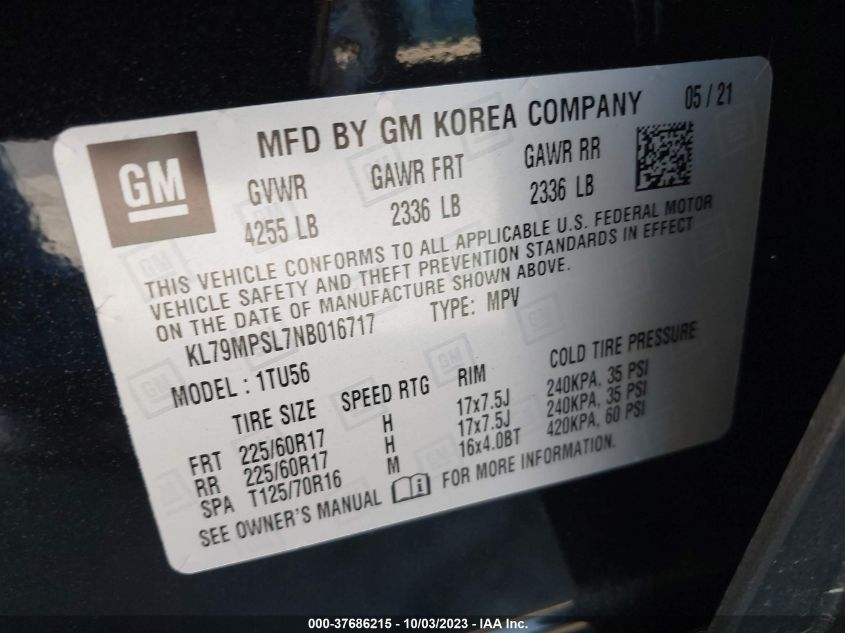 MFD BY GM KOREA COMPANY 05 / 21
GM
GVWR GAWR FRT GAWR RR
4255 LB 2336 LB 2336 LB
THIS VEHICLE CONFORMS TO ALL APPLICABLE U.S. FEDERAL MOTOR
VEHICLE SAFETY AND THEFT PREVENTION STANDARDS IN EFFECT
ON THE DATE OF MANUFACTURE SHOWN ABOVE.
KL79MPSL7NB016717 TYPE: MPV
MODEL : 1TU56
TIRE SIZE SPEED RTG RIM COLD TIRE PRESSURE
FRT 225/60R17 H 17x7.5J 240KPA, 35 PSI
RR 225/60R17 H 17x7.5J 240KPA, 35 PSI
SPA T125/70R16 M 16x4.0BT 420KPA, 60 PSI
SEE OWNER'S MANUAL FOR MORE INFORMATION.
000-37686215 - 10/03/2023 - IAA Inc.